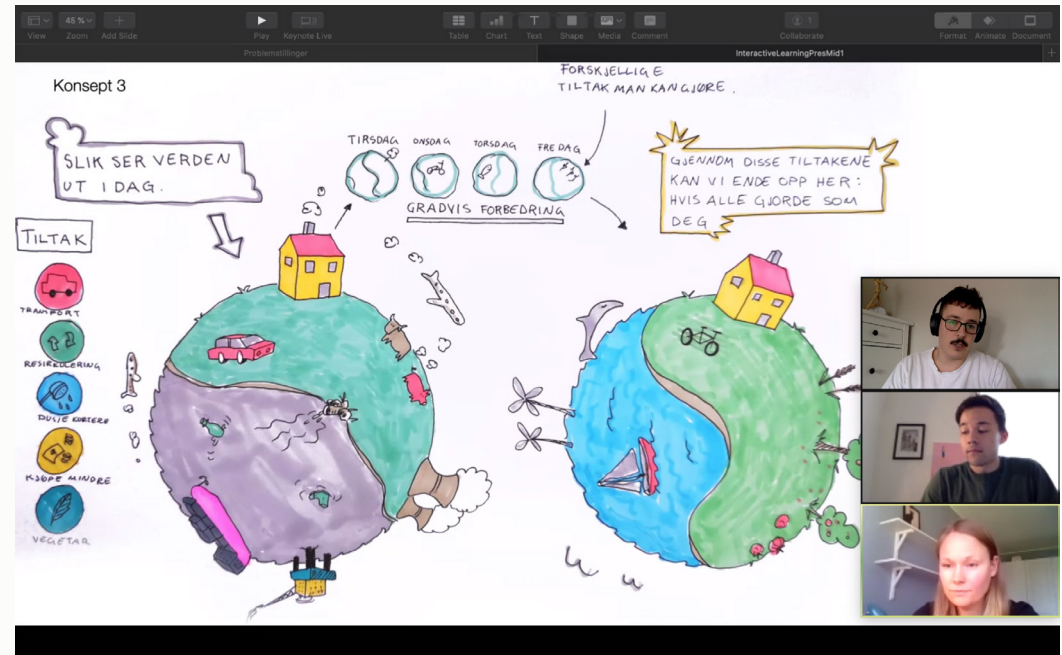 View
45 %
Zoom
Add Slide
Play
Keynote Live
Table
Chart
Text
Shape
Media
Comment
1
Collaborate
Format
Animate
Document
Problemstillinger
InteractiveLearningPresMid1
Konsept 3
FORSKJELLIGE
TILTAK MAN KAN GJØRE.
SLIK SER VERDEN
UT I DAG.
TIRSDAG
ONSDAG
TORSDAG
FREDAG
GRADVIS FORBEDRING
GJENNOM DISSE TILTAKENE
KAN VI ENDE OPP HER:
HVIS ALLE GJORDE SOM
DEG
TILTAK
TRANSPORT
RESIRKULERING
DUSJE KORTERE
KJØPE MINDRE
VEGETAR